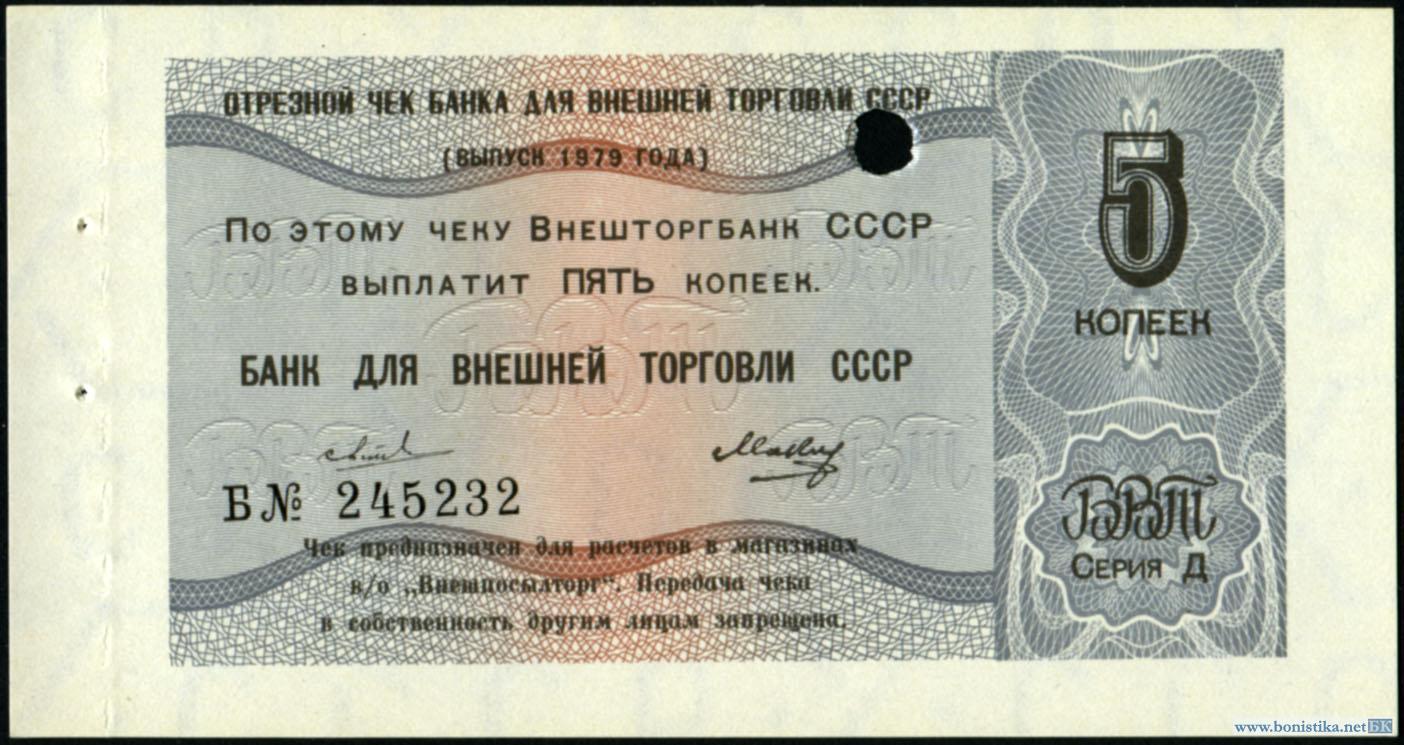 ОТРЕЗНОЙ ЧЕК БАНКА ДЛЯ ВНЕШНЕЙ ТОРГОВЛИ СССР
(ВЫПУСК 1979 ГОДА)
По этому чеку Внешторгбанк СССР
выплатит ПЯТЬ копеек.
БАНК ДЛЯ ВНЕШНЕЙ ТОРГОВЛИ СССР
Б № 245232
Чек предназначен для расчетов в магазинах
в/о „Внешпосылторг“. Передача чека
в собственность другим лицам запрещена.
5
КОПЕЕК
БВТ
Серия Д
www.bonistika.net БК